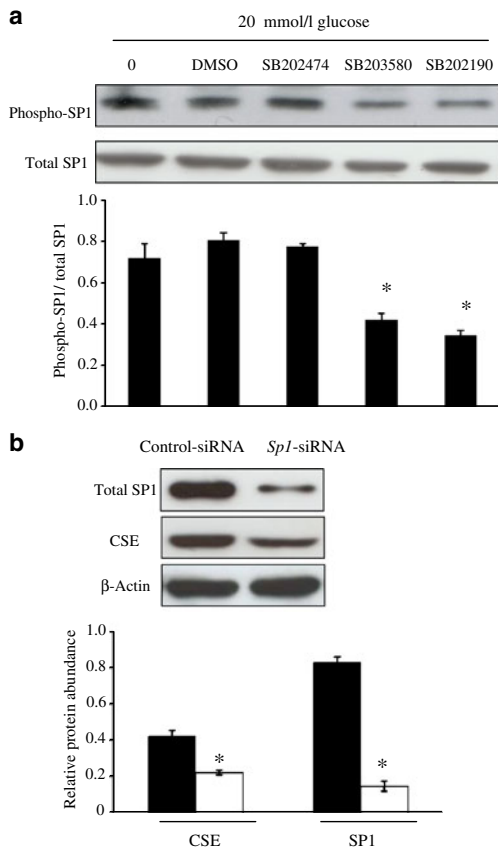 a
20 mmol/l glucose
0 DMSO SB202474 SB203580 SB202190
Phospho-SP1
Total SP1
Phospho-SP1/ total SP1
1.0
0.8
0.6
0.4
0.2
0.0
*
*
b
Control-siRNA Sp1-siRNA
Total SP1
CSE
β-Actin
Relative protein abundance
1.0
0.8
0.4
0.2
0
*
*
CSE SP1